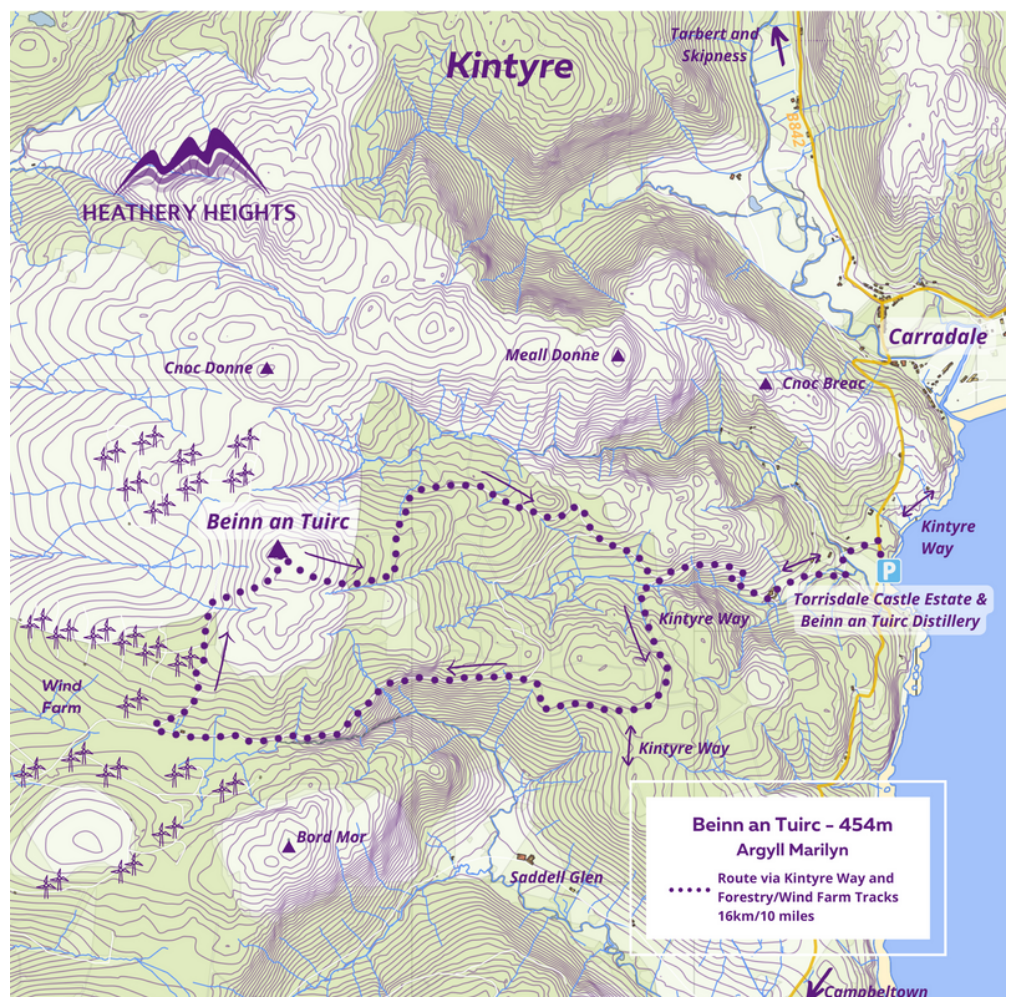 Tarbert and
Skipness
Kintyre
B842
HEATHERY HEIGHTS
Carradale
Meall Donne
Cnoc Donne
Cnoc Breac
Beinn an Tuirc
Kintyre
Way
P
Torrisdale Castle Estate &
Beinn an Tuirc Distillery
Kintyre Way
Wind
Farm
Kintyre Way
Bord Mor
Saddell Glen
Beinn an Tuirc - 454m
Argyll Marilyn
Route via Kintyre Way and
Forestry/Wind Farm Tracks
16km/10 miles
Campbeltown